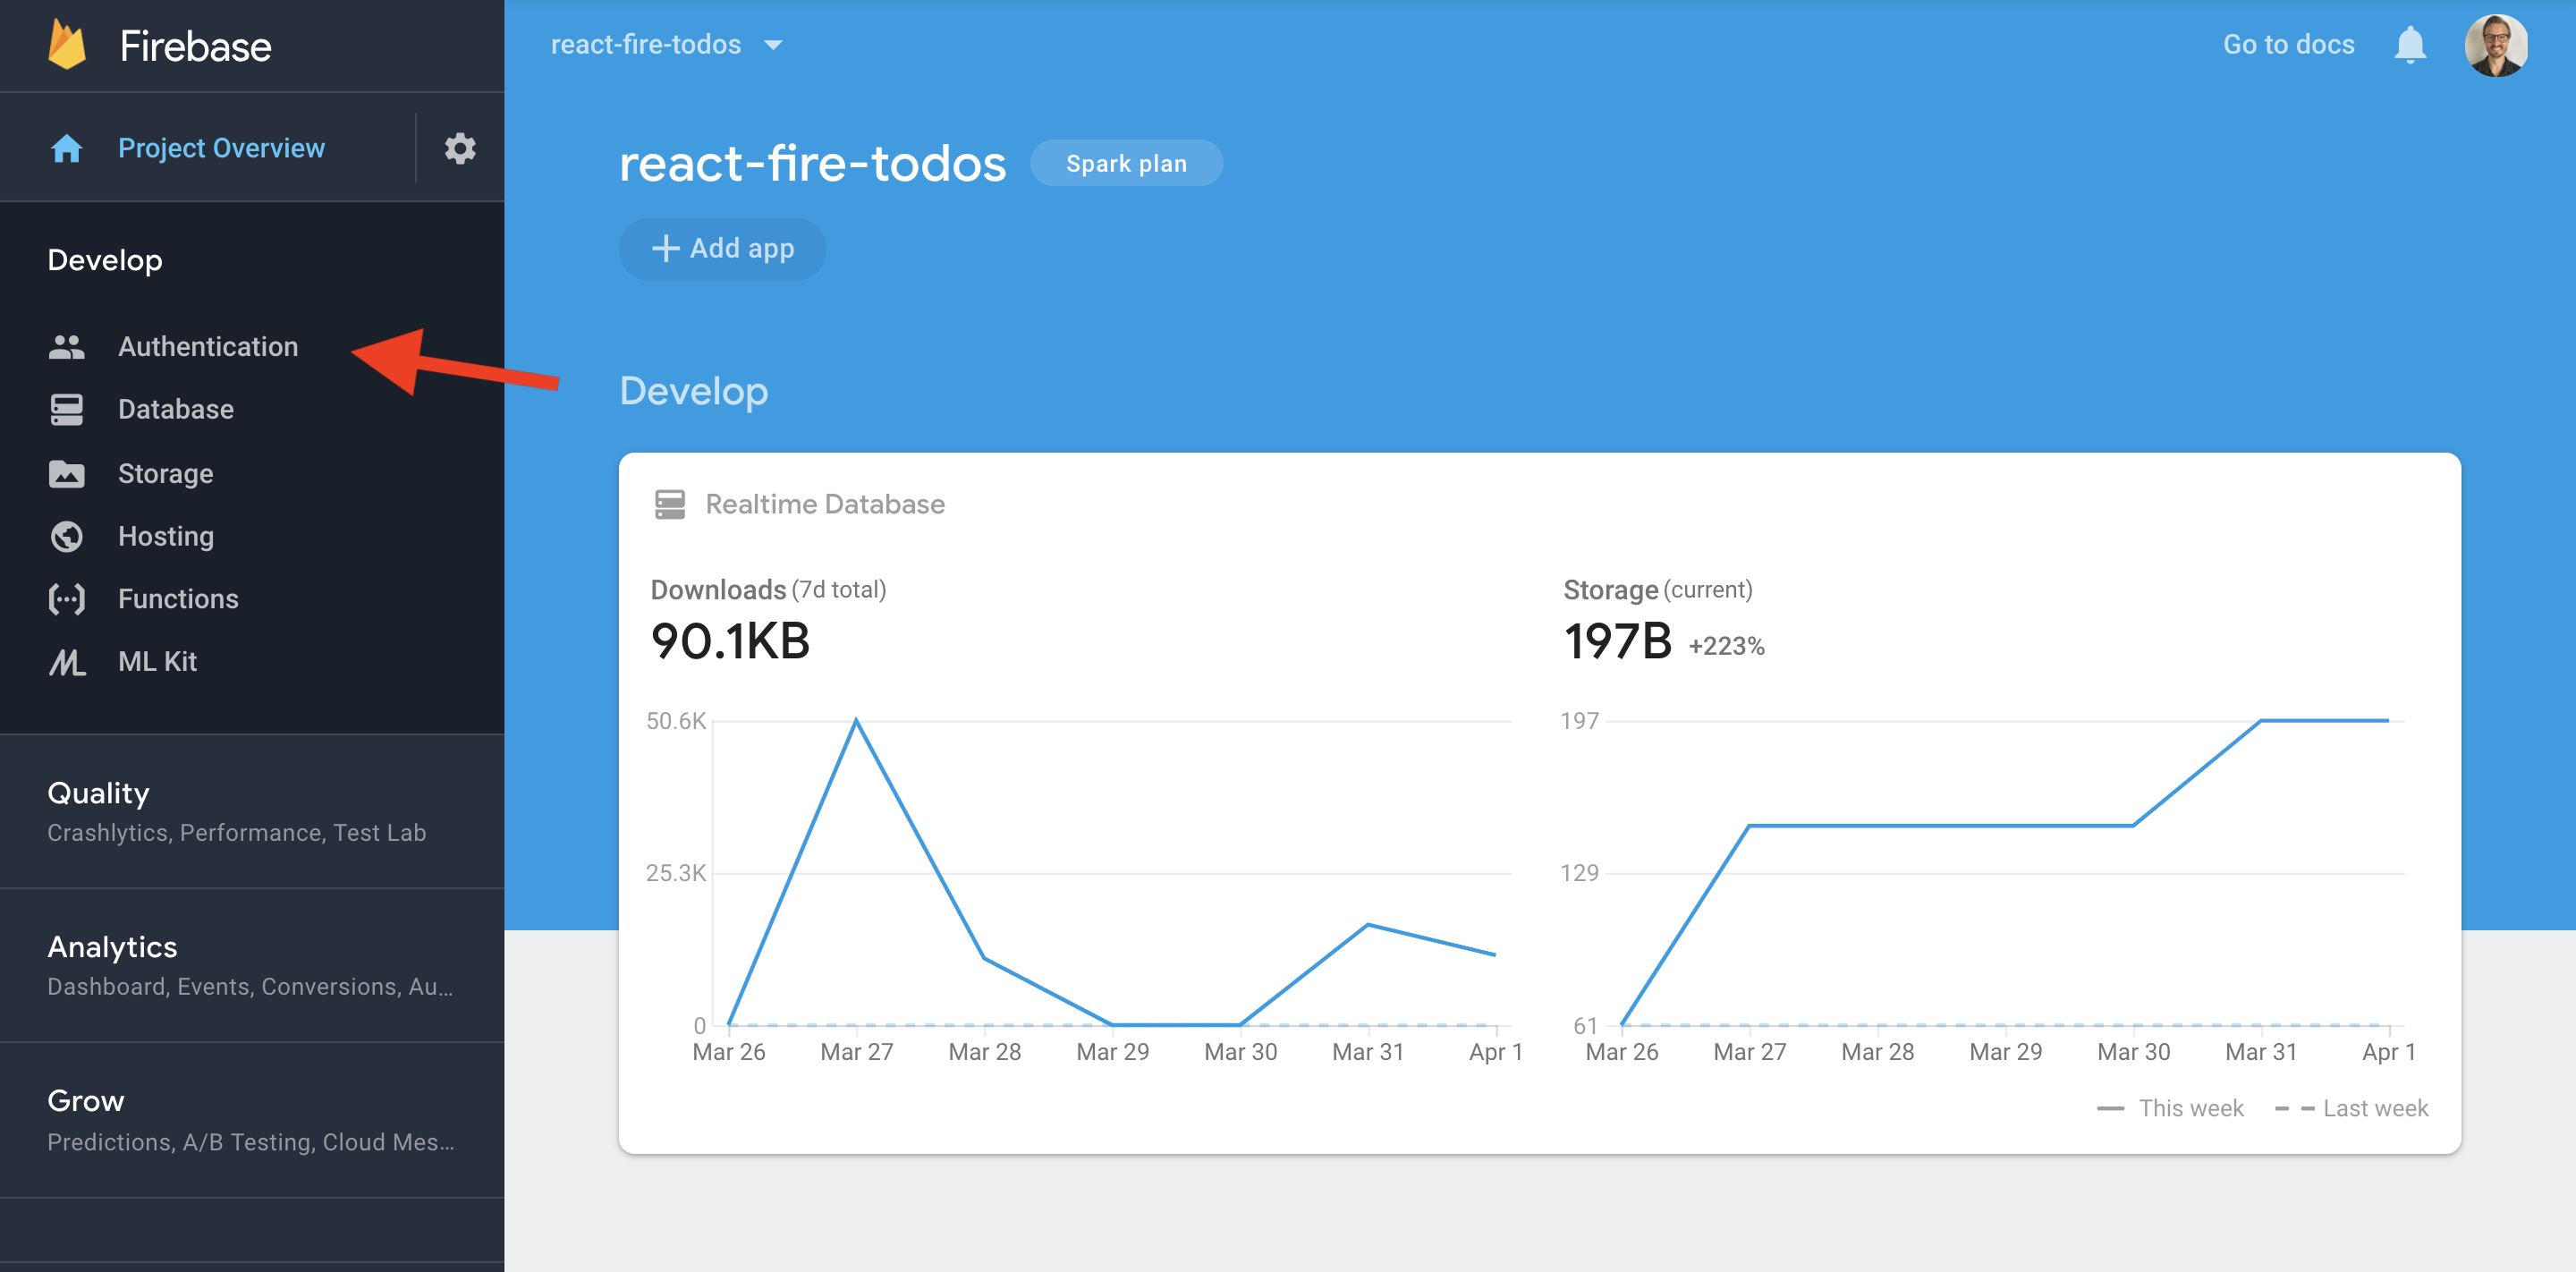 Firebase
react-fire-todos
Go to docs
Project Overview
react-fire-todos
Spark plan
Add app
Develop
Authentication
Database
Storage
Hosting
Functions
ML Kit
Quality
Crashlytics, Performance, Test Lab
Analytics
Dashboard, Events, Conversions, Au...
Grow
Predictions, A/B Testing, Cloud Mes...
Develop
Realtime Database
Downloads (7d total)
90.1KB
50.6K
25.3K
0
Mar 26 Mar 27 Mar 28 Mar 29 Mar 30 Mar 31 Apr 1
Storage (current)
197B +223%
197
129
61
Mar 26 Mar 27 Mar 28 Mar 29 Mar 30 Mar 31 Apr 1
This week Last week